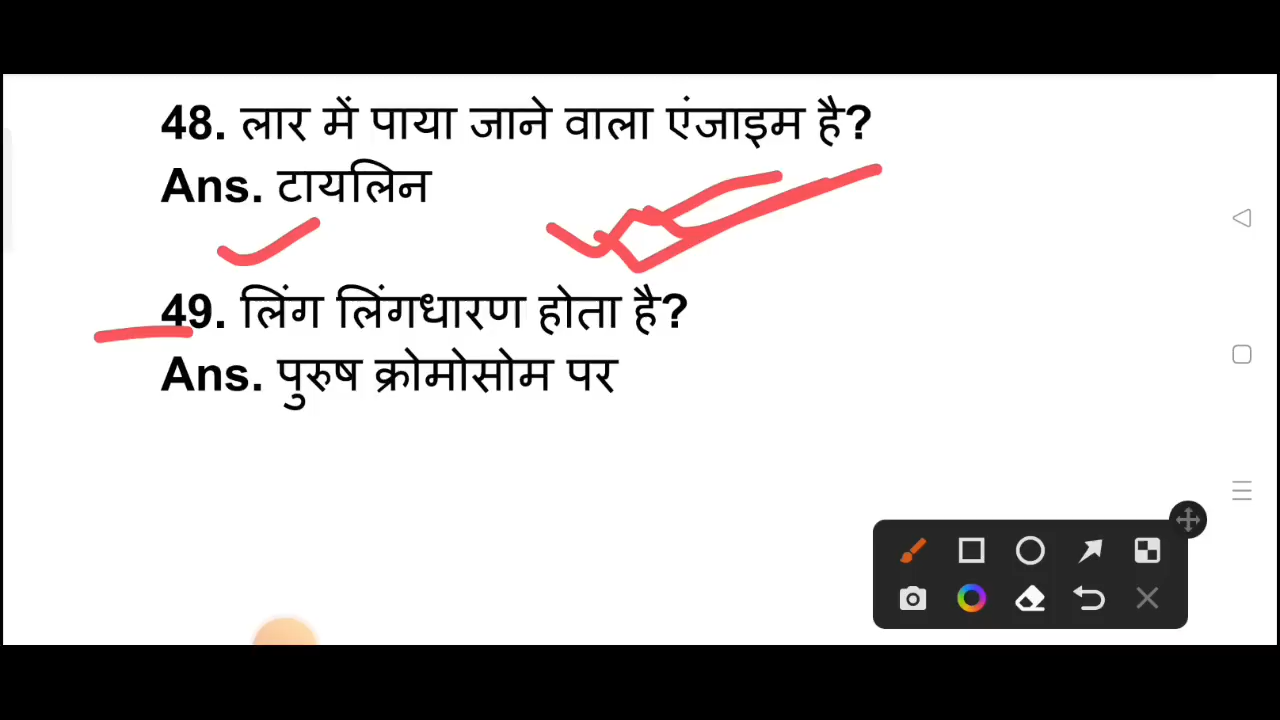 48. लार में पाया जाने वाला एंजाइम है?
Ans. टायलिन
49. लिंग लिंगधारण होता है?
Ans. पुरुष क्रोमोसोम पर